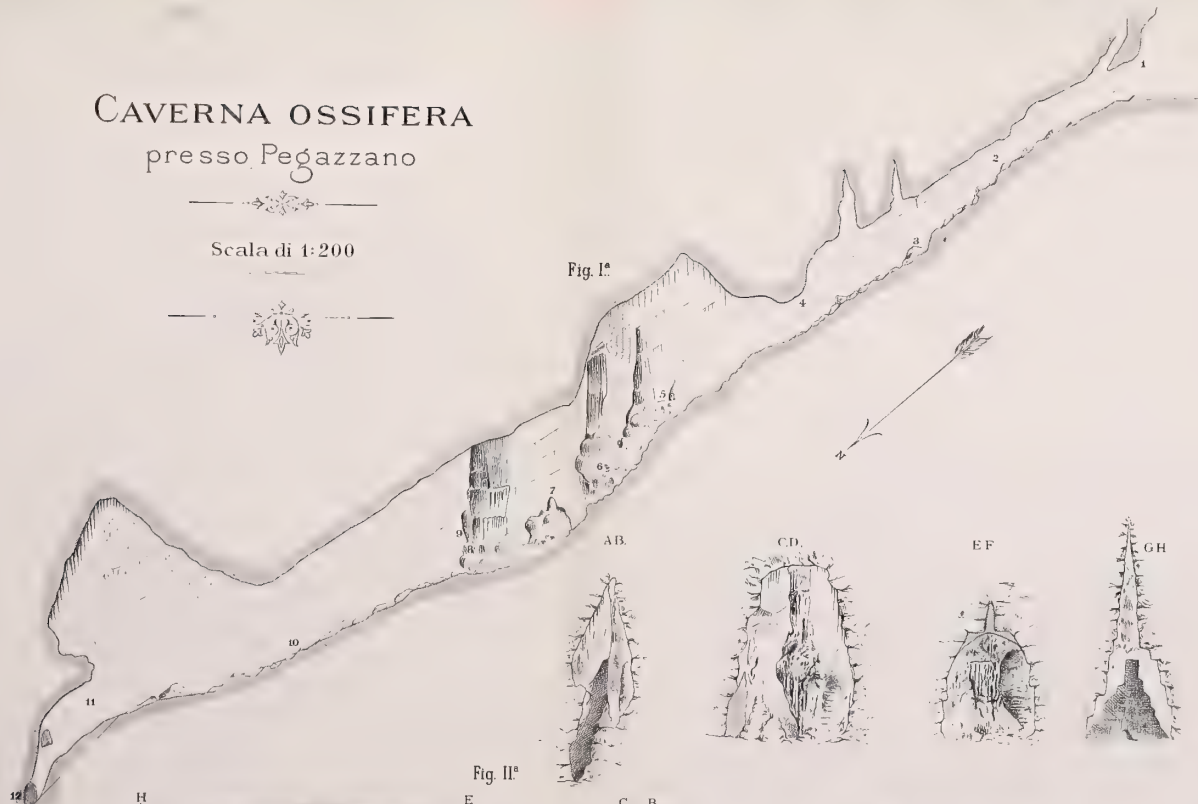 CAVERNA OSSIFERA
presso Pegazzano
Scala di 1:200
Fig. I.ª
1
2
3
4
5
6
7
9
10
11
12
N
A B.
C.D.
E F
G H
Fig. II.ª
H
E
C B